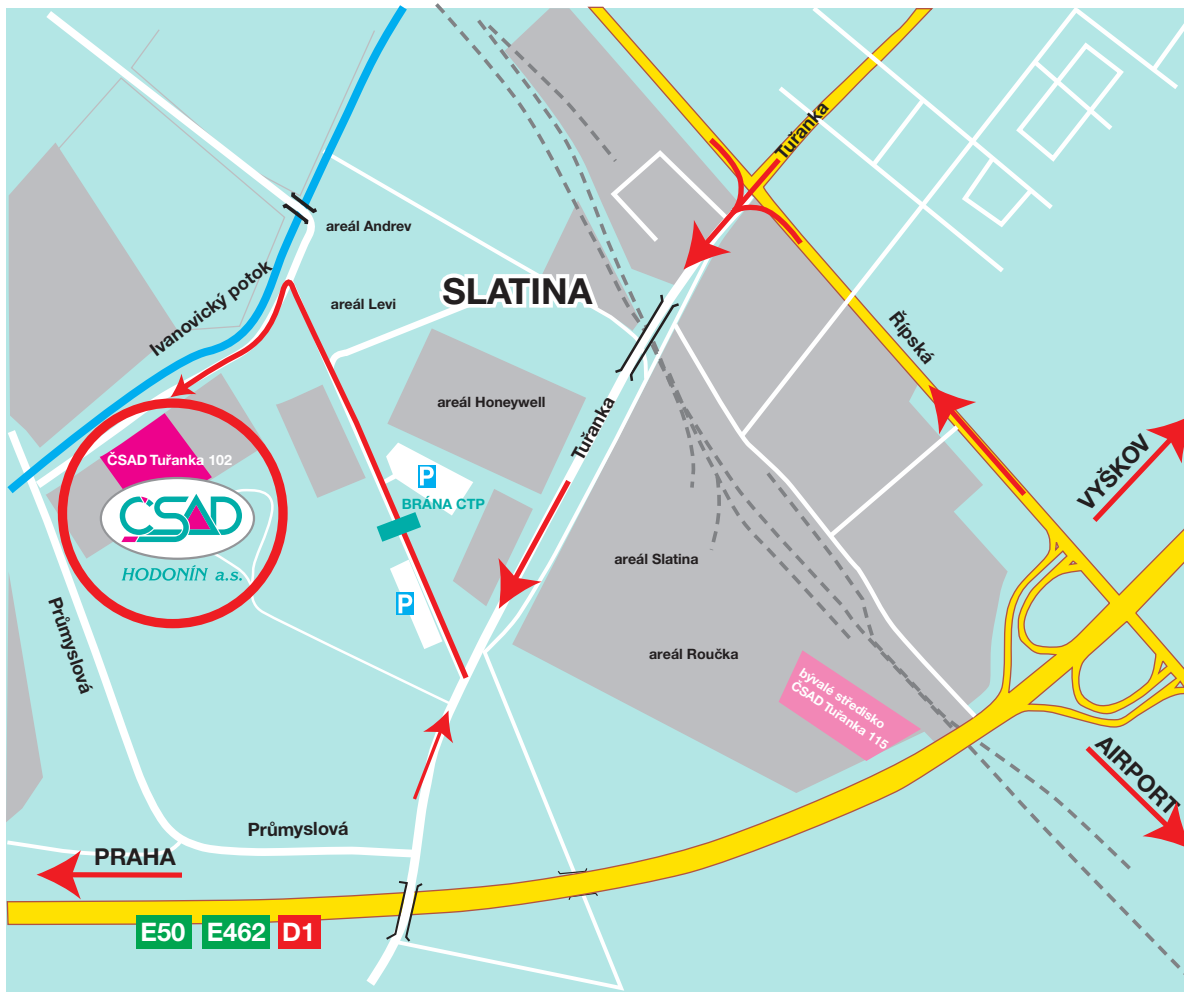 Tuřanka
areál Andrev
SLATINA
Ivanovický potok
areál Levi
Řípská
areál Honeywell
Tuřanka
VYŠKOV
ČSAD Tuřanka 102
P
BRÁNA CTP
ČSAD
HODONÍN a.s.
areál Slatina
P
Průmyslová
areál Roučka
bývalé středisko
ČSAD Tuřanka 115
AIRPORT
Průmyslová
PRAHA
E50 E462 D1